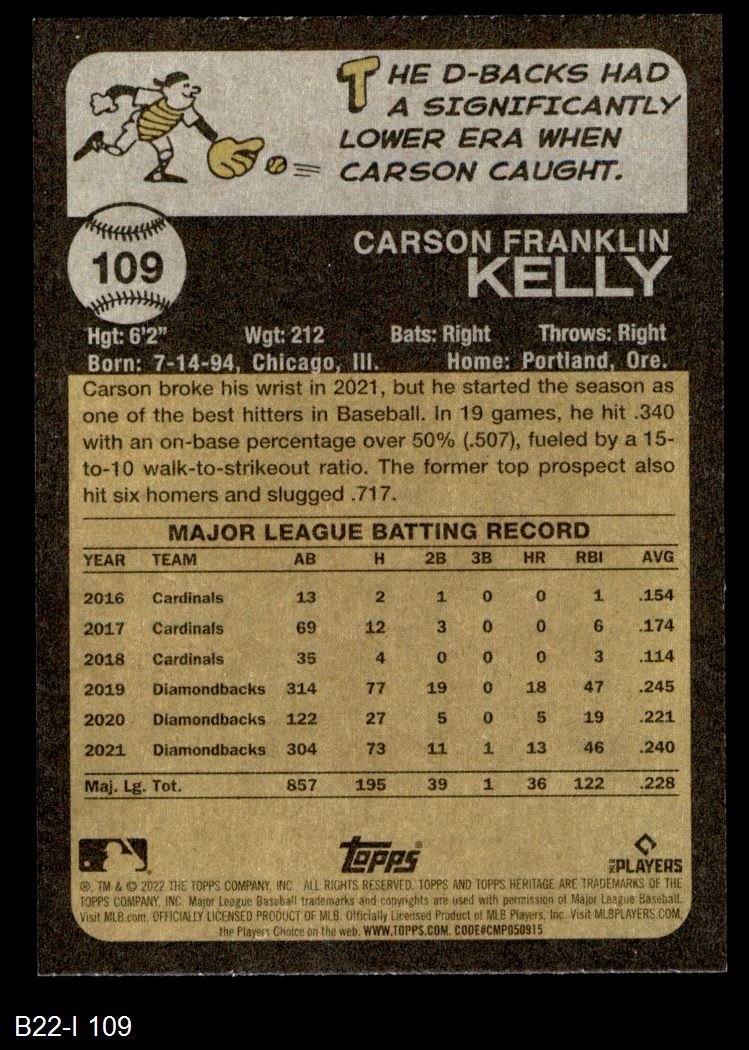 THE D-BACKS HAD
A SIGNIFICANTLY
LOWER ERA WHEN
CARSON CAUGHT.
109
CARSON FRANKLIN
KELLY
Hgt: 6'2" Wgt: 212 Bats: Right Throws: Right
Born: 7-14-94, Chicago, Ill. Home: Portland, Ore.
Carson broke his wrist in 2021, but he started the season as
one of the best hitters in Baseball. In 19 games, he hit .340
with an on-base percentage over 50% (.507), fueled by a 15-
to-10 walk-to-strikeout ratio. The former top prospect also
hit six homers and slugged .717.
MAJOR LEAGUE BATTING RECORD
YEAR TEAM AB H 2B 3B HR RBI AVG
2016 Cardinals 13 2 1 0 0 1 .154
2017 Cardinals 69 12 3 0 0 6 .174
2018 Cardinals 35 4 0 0 0 3 .114
2019 Diamondbacks 314 77 19 0 18 47 .245
2020 Diamondbacks 122 27 5 0 5 19 .221
2021 Diamondbacks 304 73 11 1 13 46 .240
Maj. Lg. Tot. 857 195 39 1 36 122 .228
Topps® MLB PLAYERS
®, TM & © 2022 THE TOPPS COMPANY, INC. ALL RIGHTS RESERVED. TOPPS AND TOPPS HERITAGE ARE TRADEMARKS OF THE
TOPPS COMPANY, INC. Major League Baseball trademarks and copyrights are used with permission of Major League Baseball.
Visit MLB.com. OFFICIALLY LICENSED PRODUCT OF MLB. Officially Licensed Product of MLB Players, Inc. Visit MLBPLAYERS.COM,
the Players Choice on the web. WWW.TOPPS.COM. CODE#CMP050915
B22-I 109